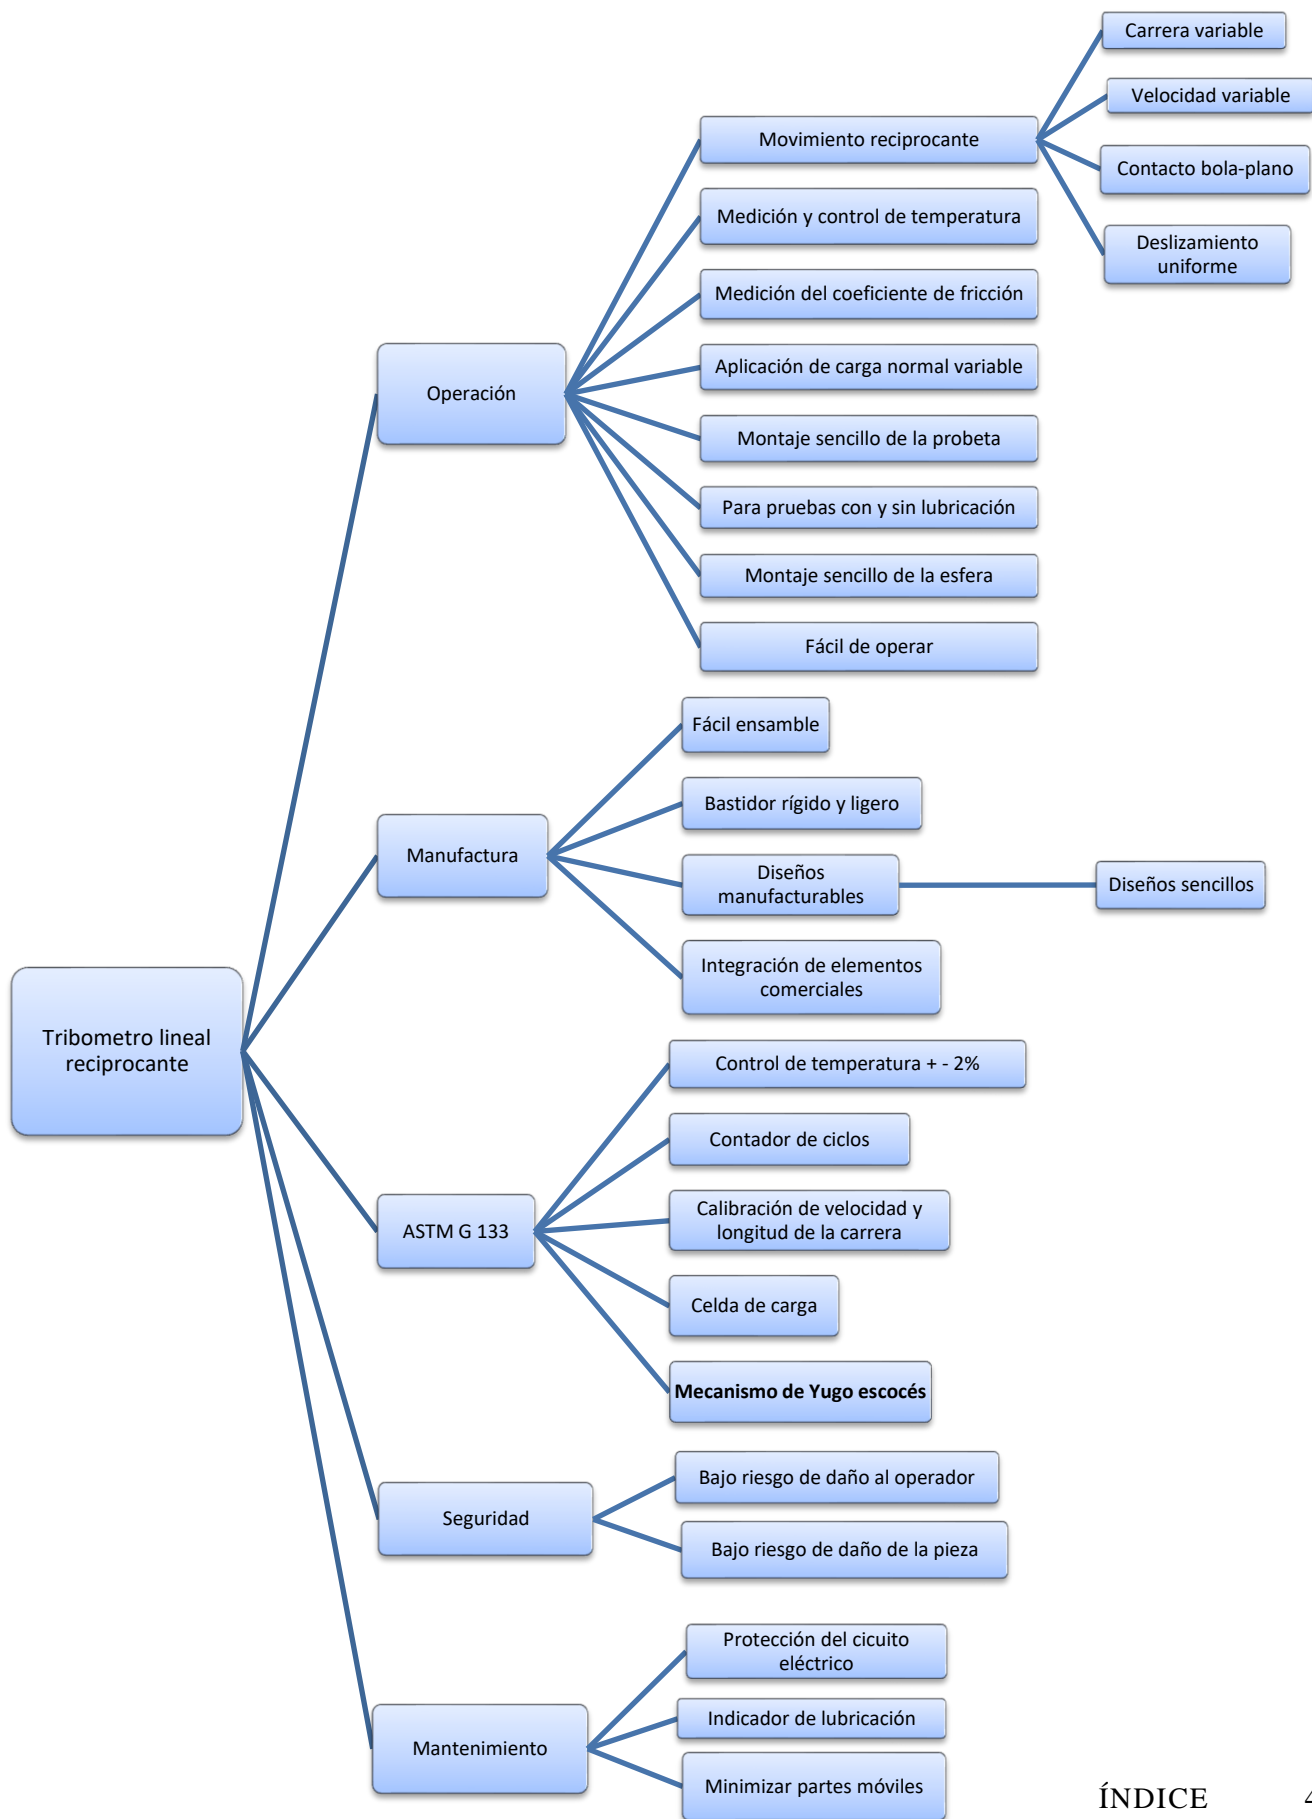 Carrera variable
Velocidad variable
Movimiento reciprocante
Contacto bola-plano
Medición y control de temperatura
Deslizamiento
uniforme
Medición del coeficiente de fricción
Operación
Aplicación de carga normal variable
Montaje sencillo de la probeta
Para pruebas con y sin lubricación
Montaje sencillo de la esfera
Fácil de operar
Fácil ensamble
Bastidor rígido y ligero
Manufactura
Diseños
manufacturables
Diseños sencillos
Integración de elementos
comerciales
Tribometro lineal
reciprocante
Control de temperatura + - 2%
Contador de ciclos
ASTM G 133
Calibración de velocidad y
longitud de la carrera
Celda de carga
Mecanismo de Yugo escocés
Seguridad
Bajo riesgo de daño al operador
Bajo riesgo de daño de la pieza
Protección del cicuito
eléctrico
Mantenimiento
Indicador de lubricación
Minimizar partes móviles
ÍNDICE 4